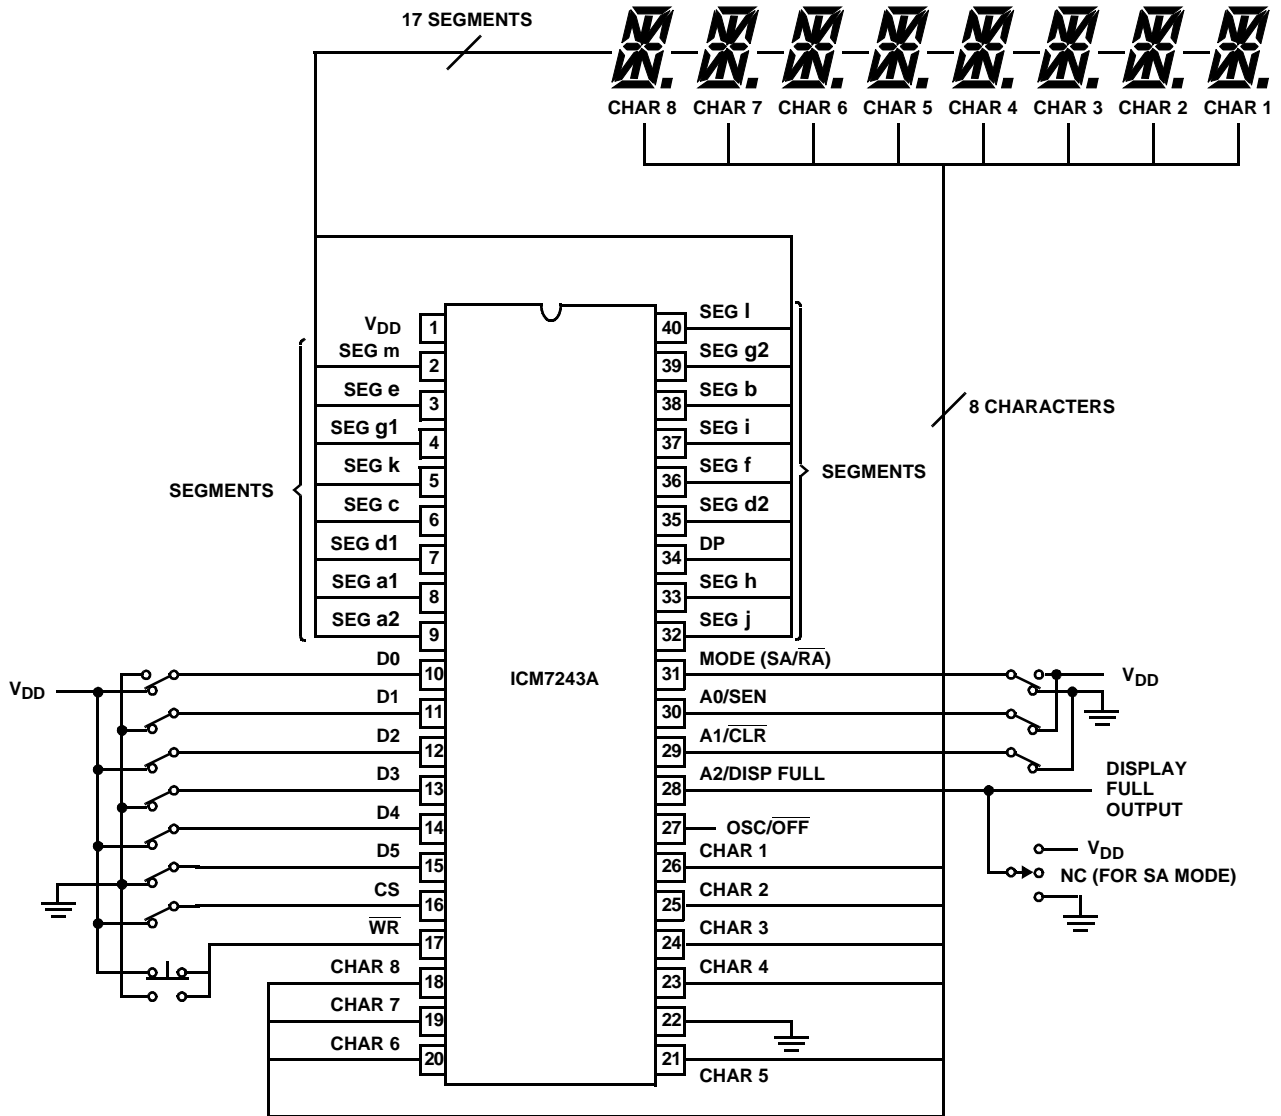 17 SEGMENTS
CHAR 8 CHAR 7 CHAR 6 CHAR 5 CHAR 4 CHAR 3 CHAR 2 CHAR 1
8 CHARACTERS
SEGMENTS
VDD 1
SEG m 2
SEG e 3
SEG g1 4
SEG k 5
SEG c 6
SEG d1 7
SEG a1 8
SEG a2 9
D0 10
D1 11
D2 12
D3 13
D4 14
D5 15
CS 16
W̅R̅ 17
CHAR 8 18
CHAR 7 19
CHAR 6 20
VDD
ICM7243A
40 SEG l
39 SEG g2
38 SEG b
37 SEG i
36 SEG f
35 SEG d2
34 DP
33 SEG h
32 SEG j
31 MODE (SA/R̅A̅)
30 A0/SEN
29 A1/C̅L̅R̅
28 A2/DISP FULL
27 OSC/O̅F̅F̅
26 CHAR 1
25 CHAR 2
24 CHAR 3
23 CHAR 4
22
21 CHAR 5
SEGMENTS
VDD
DISPLAY
FULL
OUTPUT
VDD
NC (FOR SA MODE)